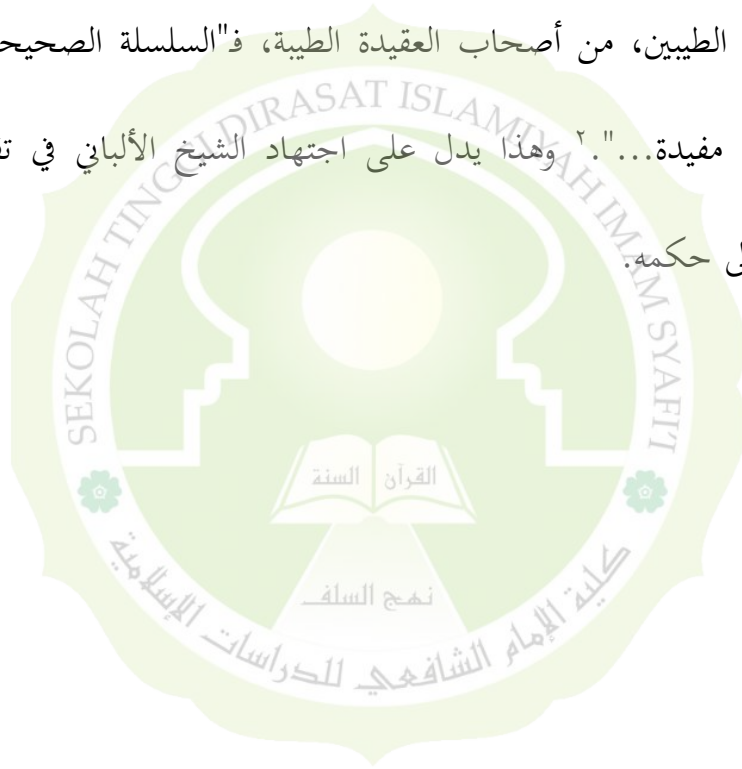 الطيبين، من أصحاب العقيدة الطيبة، فـ"السلسلة الصحيح
مفيدة...".٢ وهذا يدل على اجتهاد الشيخ الألباني في
حكمه.
SEKOLAH TINGGI DIRASAT ISLAMIYAH IMAM SYAFI'I
القرآن السنة
نهج السلف
كلية الإمام الشافعي للدراسات الإسلامية